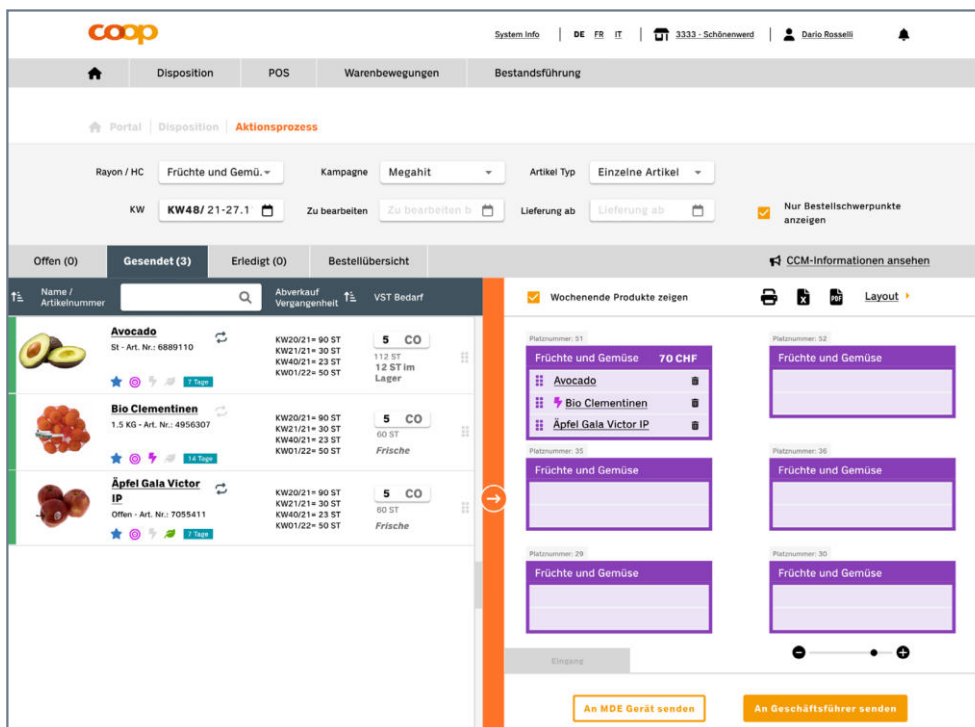 coop
System Info DE FR IT 3333 - Schönenwerd Dario Rosselli
Disposition POS Warenbewegungen Bestandsführung
Portal Disposition Aktionsprozess
Rayon / HC Früchte und Gemü. Kampagne Megahit Artikel Typ Einzelne Artikel
KW KW48/ 21-27.1 Zu bearbeiten Zu bearbeiten b Lieferung ab Lieferung ab
Nur Bestellschwerpunkte
anzeigen
Offen (0) Gesendet (3) Erledigt (0) Bestellübersicht CCM-Informationen ansehen
Name /
Artikelnummer
Abverkauf
Vergangenheit
VST Bedarf
Avocado
St - Art. Nr.: 6889110
7 Tage
KW20/21= 90 ST
KW21/21= 30 ST
KW40/21= 23 ST
KW01/22= 50 ST
5 CO
112 ST
12 ST im
Lager
Bio Clementinen
1.5 KG - Art. Nr.: 4956307
14 Tage
KW20/21= 90 ST
KW21/21= 30 ST
KW40/21= 23 ST
KW01/22= 50 ST
5 CO
60 ST
Frische
Äpfel Gala Victor
IP
Offen - Art. Nr.: 7055411
7 Tage
KW20/21= 90 ST
KW21/21= 30 ST
KW40/21= 23 ST
KW01/22= 50 ST
5 CO
60 ST
Frische
Wochenende Produkte zeigen PDF Layout
Platznummer: 51
Früchte und Gemüse 70 CHF
Avocado
Bio Clementinen
Äpfel Gala Victor IP
Platznummer: 52
Früchte und Gemüse
Platznummer: 35
Früchte und Gemüse
Platznummer: 36
Früchte und Gemüse
Platznummer: 29
Früchte und Gemüse
Platznummer: 30
Früchte und Gemüse
Eingang
An MDE Gerät senden An Geschäftsführer senden